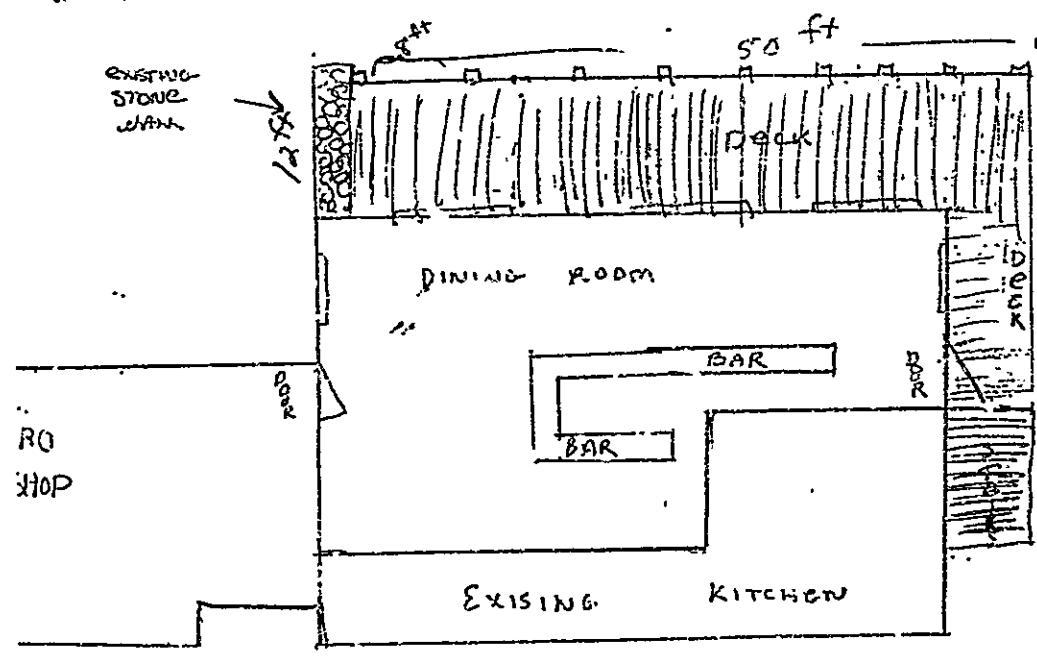 8 ft
50 ft
EXISTING
STONE
WALL
12 FT
Deck
DINING ROOM
Deck
BAR
DOOR
DOOR
BAR
RO
SHOP
EXISING KITCHEN